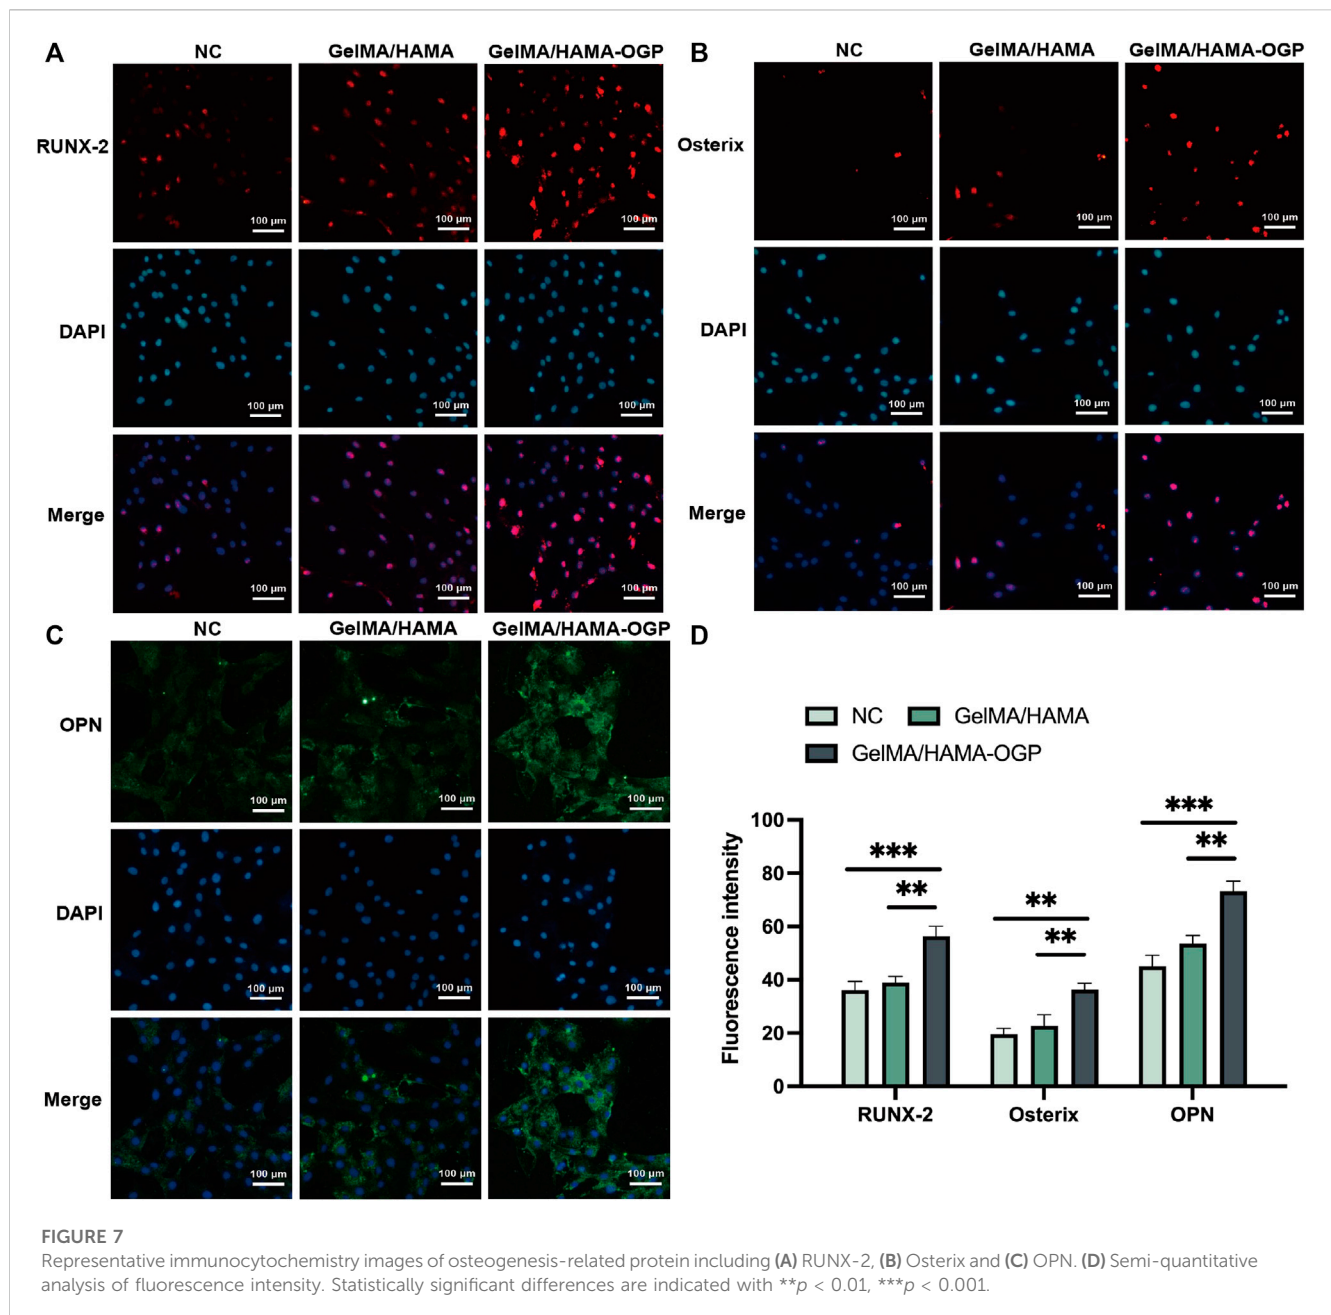 A
NC GelMA/HAMA GelMA/HAMA-OGP
RUNX-2
100 µm 100 µm 100 µm
DAPI
100 µm 100 µm 100 µm
Merge
100 µm 100 µm 100 µm
B
NC GelMA/HAMA GelMA/HAMA-OGP
Osterix
100 µm 100 µm 100 µm
DAPI
100 µm 100 µm 100 µm
Merge
100 µm 100 µm 100 µm
C
NC GelMA/HAMA GelMA/HAMA-OGP
OPN
100 µm 100 µm 100 µm
DAPI
100 µm 100 µm 100 µm
Merge
100 µm 100 µm 100 µm
D
NC GelMA/HAMA
GelMA/HAMA-OGP
Fluorescence intensity
100
80
60
40
20
0
*** ** ** ** *** **
RUNX-2 Osterix OPN
FIGURE 7
Representative immunocytochemistry images of osteogenesis-related protein including (A) RUNX-2, (B) Osterix and (C) OPN. (D) Semi-quantitative
analysis of fluorescence intensity. Statistically significant differences are indicated with **p < 0.01, ***p < 0.001.